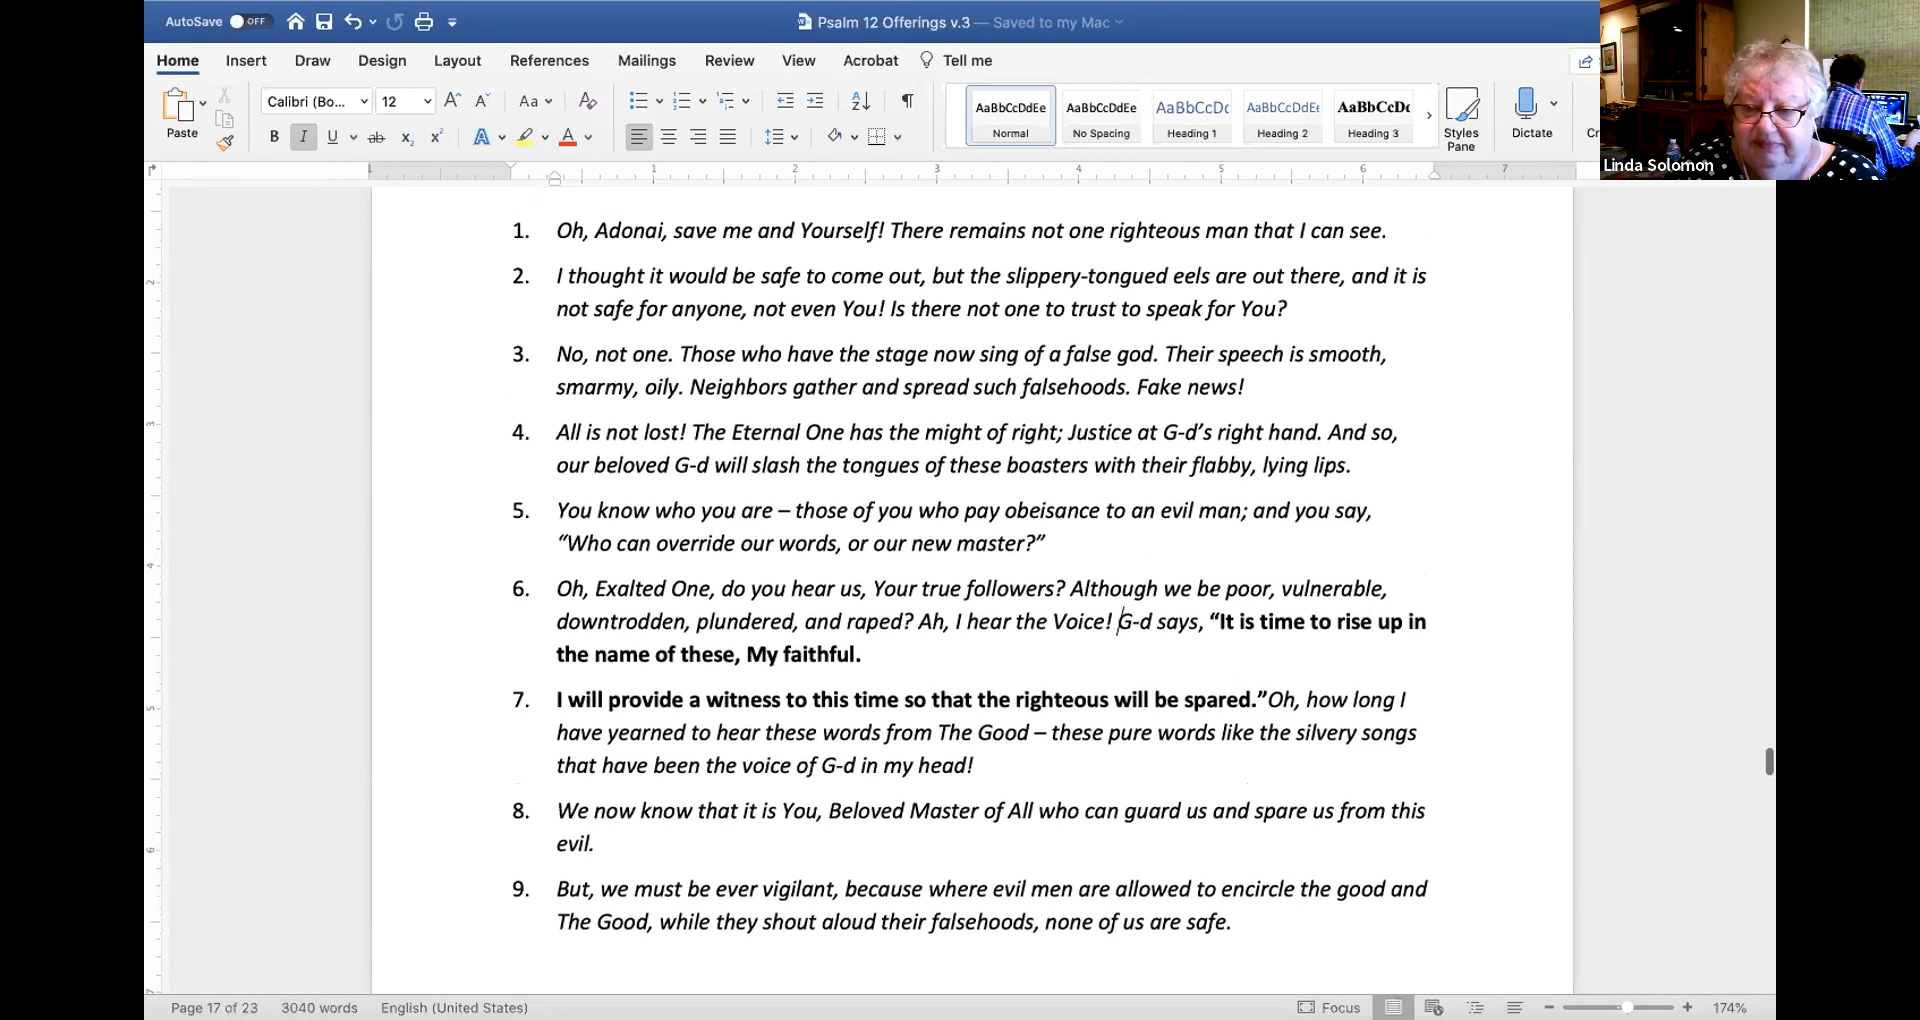 AutoSave OFF
Psalm 12 Offerings v.3 — Saved to my Mac
Home Insert Draw Design Layout References Mailings Review View Acrobat Tell me
Paste
Calibri (Bo... 12
Aa
AaBbCcDdEe AaBbCcDdEe AaBbCcDc AaBbCcDdEe AaBbCcDc
Normal No Spacing Heading 1 Heading 2 Heading 3
Styles
Pane
Dictate
Linda Solomon
1 1 2 3 4 5 6 7
1. Oh, Adonai, save me and Yourself! There remains not one righteous man that I can see.
2. I thought it would be safe to come out, but the slippery-tongued eels are out there, and it is
not safe for anyone, not even You! Is there not one to trust to speak for You?
3. No, not one. Those who have the stage now sing of a false god. Their speech is smooth,
smarmy, oily. Neighbors gather and spread such falsehoods. Fake news!
4. All is not lost! The Eternal One has the might of right; Justice at G-d’s right hand. And so,
our beloved G-d will slash the tongues of these boasters with their flabby, lying lips.
5. You know who you are – those of you who pay obeisance to an evil man; and you say,
“Who can override our words, or our new master?”
6. Oh, Exalted One, do you hear us, Your true followers? Although we be poor, vulnerable,
downtrodden, plundered, and raped? Ah, I hear the Voice! G-d says, “It is time to rise up in
the name of these, My faithful.
7. I will provide a witness to this time so that the righteous will be spared.”Oh, how long I
have yearned to hear these words from The Good – these pure words like the silvery songs
that have been the voice of G-d in my head!
8. We now know that it is You, Beloved Master of All who can guard us and spare us from this
evil.
9. But, we must be ever vigilant, because where evil men are allowed to encircle the good and
The Good, while they shout aloud their falsehoods, none of us are safe.
Page 17 of 23 3040 words English (United States) Focus 174%